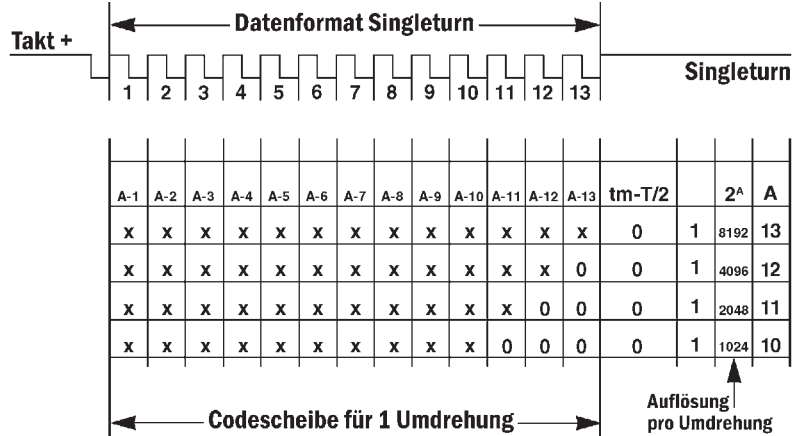 Datenformat Singleturn
Takt +
Singleturn
1 2 3 4 5 6 7 8 9 10 11 12 13
A-1 A-2 A-3 A-4 A-5 A-6 A-7 A-8 A-9 A-10 A-11 A-12 A-13 tm-T/2 2ᴬ A
x x x x x x x x x x x x x 0 1 8192 13
x x x x x x x x x x x x 0 0 1 4096 12
x x x x x x x x x x x 0 0 0 1 2048 11
x x x x x x x x x x 0 0 0 0 1 1024 10
Codescheibe für 1 Umdrehung
Auflösung
pro Umdrehung